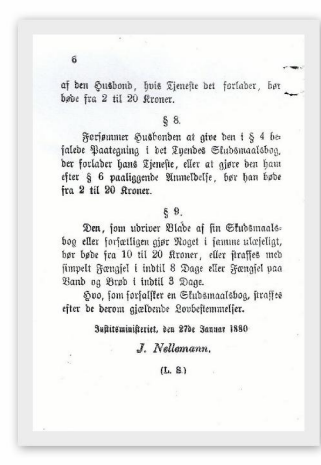 6
af den Husbond, hvis Tjeneste det forlader, bør
bøde fra 2 til 20 Kroner.
§ 8.
Forsømmer Husbonden at give den i § 4 be-
falede Paategning i det Tyendes Skudsmaalsbog,
der forlader hans Tjeneste, eller at gjøre den ham
efter § 6 paaliggende Anmeldelse, bør han bøde
fra 2 til 20 Kroner.
§ 9.
Den, som udriver Blade af sin Skudsmaals-
bog eller forsætligen gjør Noget i samme ulæseligt,
bør bøde fra 10 til 20 Kroner, eller straffes med
simpelt Fængsel i indtil 8 Dage eller Fængsel paa
Vand og Brød i indtil 3 Dage.
Hvo, som forfalsker en Skudsmaalsbog, straffes
efter de derom gjældende Lovbestemmelser.
Justitsministeriet, den 27de Januar 1880
J. Nellemann.
(L. S.)